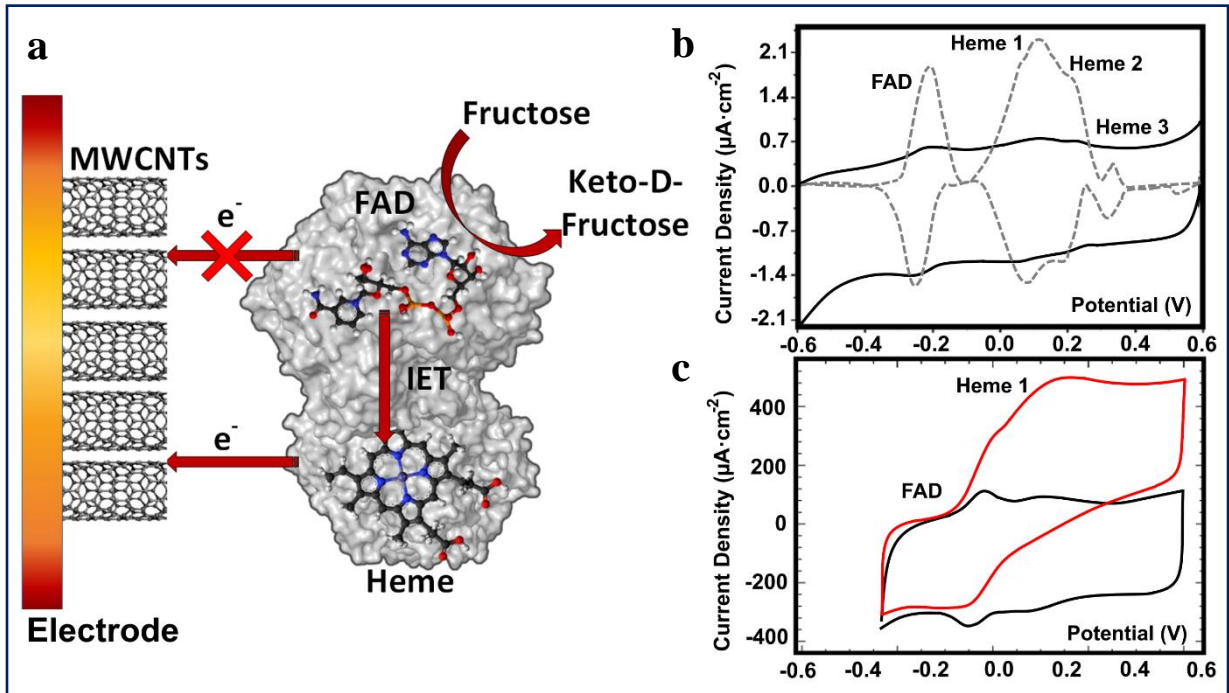 a
MWCNTs
e-
FAD
Fructose
Keto-D-
Fructose
IET
e-
Heme
Electrode
b
Heme 1
Heme 2
FAD
Heme 3
Current Density (µA·cm⁻²)
2.1
1.4
0.7
0.0
-0.7
-1.4
-2.1
Potential (V)
-0.6 -0.4 -0.2 0.0 0.2 0.4 0.6
c
Heme 1
FAD
Current Density (µA·cm⁻²)
400
200
0
-200
-400
Potential (V)
-0.6 -0.4 -0.2 0.0 0.2 0.4 0.6